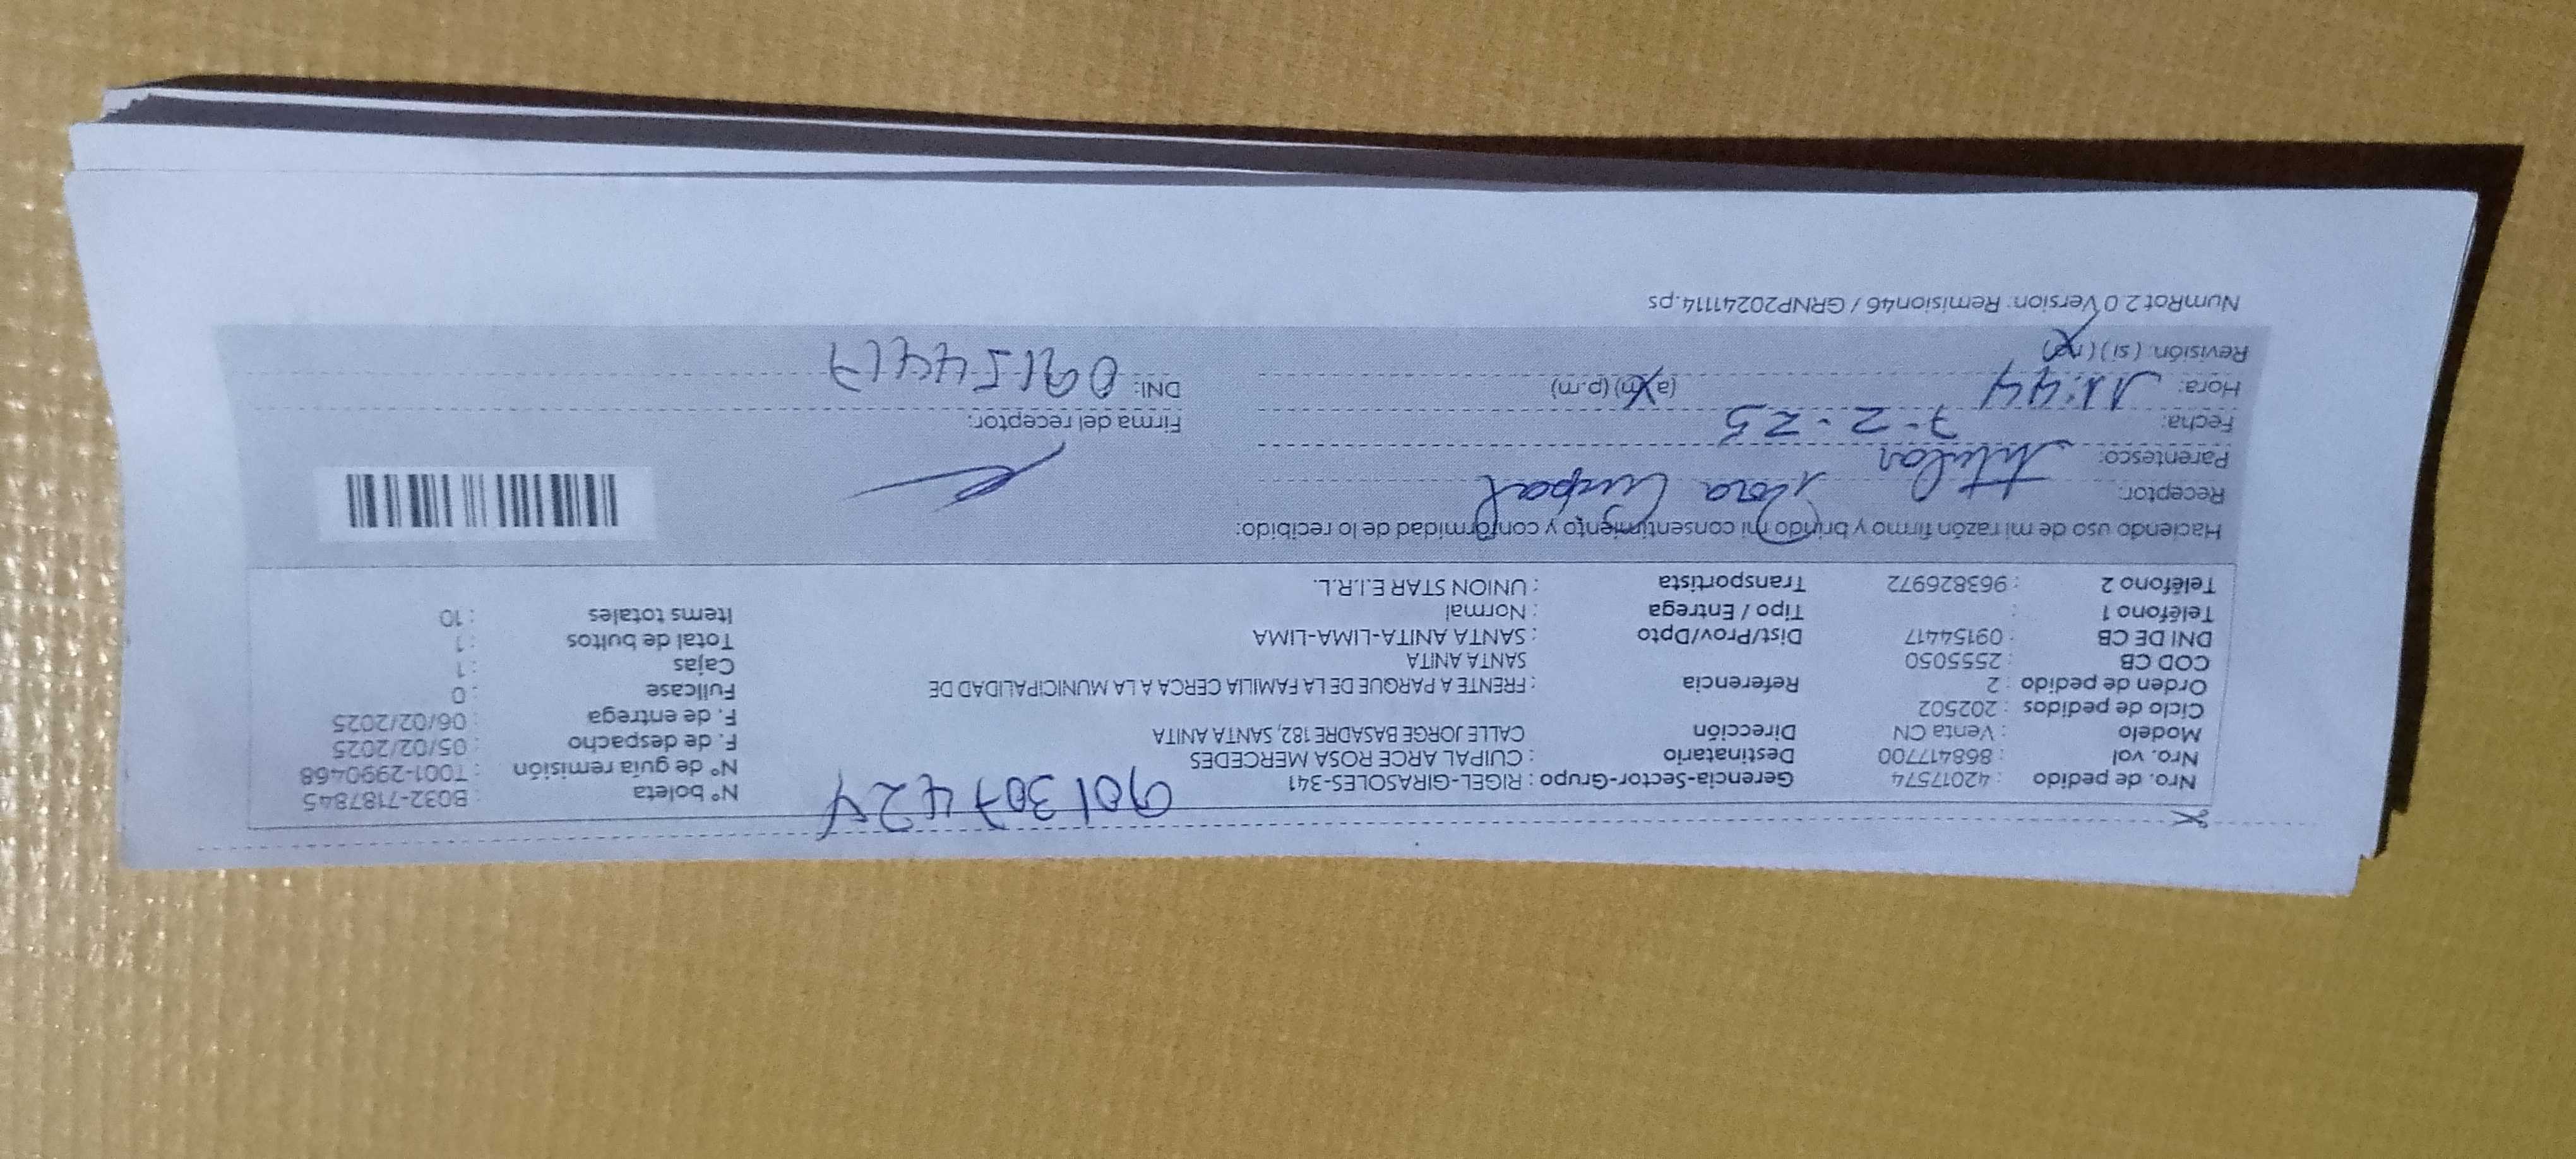 901307424
Nro. de pedido : 42017574 Gerencia-Sector-Grupo : RIGEL-GIRASOLES-341 N° boleta : B032-7187845
Nro. vol : 868417700 Destinatario : CUIPAL ARCE ROSA MERCEDES N° de guía remisión : T001-2990468
Modelo : Venta CN Dirección CALLE JORGE BASADRE 182, SANTA ANITA F. de despacho : 05/02/2025
Ciclo de pedidos : 202502 F. de entrega : 06/02/2025
Orden de pedido : 2 Referencia : FRENTE A PARQUE DE LA FAMILIA CERCA A LA MUNICIPALIDAD DE Fullcase : 0
COD CB : 2555050 SANTA ANITA Cajas : 1
DNI DE CB : 09154417 Dist/Prov/Dpto : SANTA ANITA-LIMA-LIMA Total de bultos : 1
Teléfono 1 : Tipo / Entrega : Normal Items totales : 10
Teléfono 2 : 963826972 Transportista : UNION STAR E.I.R.L.
Haciendo uso de mi razón firmo y brindo mi consentimiento y conformidad de lo recibido:
Receptor: Rosa Cuipal
Parentesco: titular
Fecha: 7-2-25 Firma del receptor:
Hora: 11:44 (a.m) (p.m) DNI: 09154417
Revisión: (si) (no)
NumRot 2.0 Version: Remision46 / GRNP20241114.ps